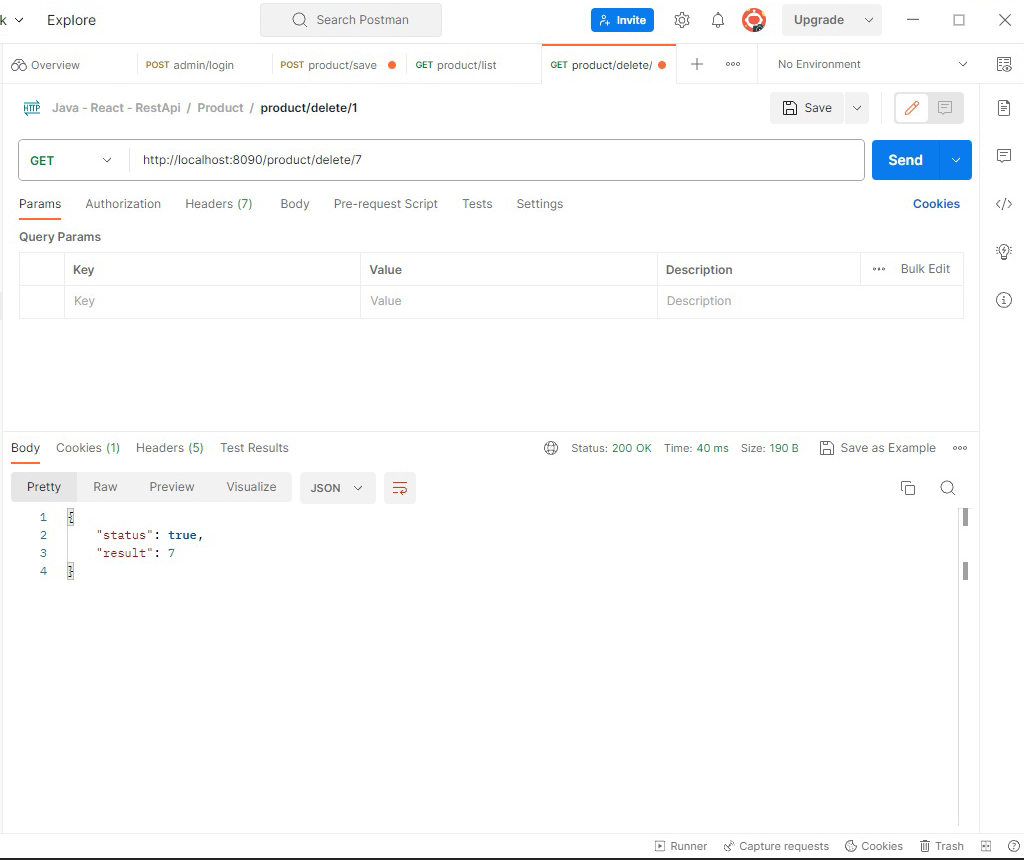 k Explore Search Postman Invite Upgrade
Overview POST admin/login POST product/save GET product/list GET product/delete/ No Environment
HTTP Java - React - RestApi / Product / product/delete/1 Save
GET http://localhost:8090/product/delete/7 Send
Params Authorization Headers (7) Body Pre-request Script Tests Settings Cookies
Query Params
Key Value Description Bulk Edit
Key Value Description
Body Cookies (1) Headers (5) Test Results Status: 200 OK Time: 40 ms Size: 190 B Save as Example
Pretty Raw Preview Visualize JSON
1 {
2 "status": true,
3 "result": 7
4 }
Runner Capture requests Cookies Trash